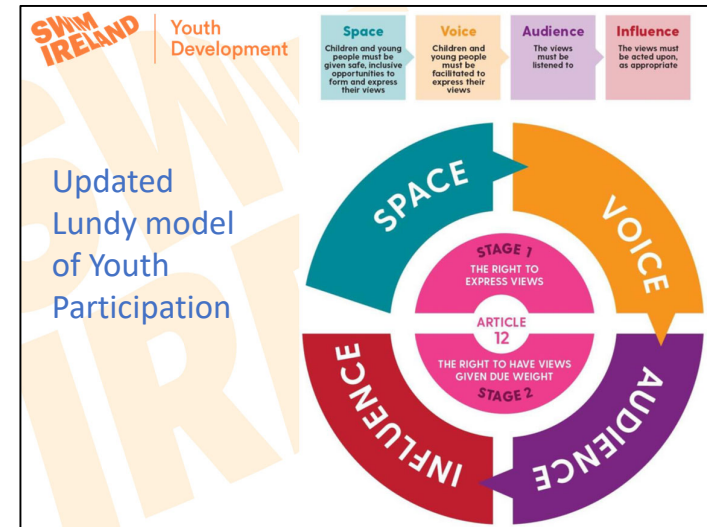 SWIM
IRELAND
Youth
Development
Updated
Lundy model
of Youth
Participation
Space
Children and young
people must be
given safe, inclusive
opportunities to
form and express
their views
Voice
Children and
young people
must be
facilitated to
express their
views
Audience
The views
must be
listened to
Influence
The views must
be acted upon,
as appropriate
SPACE
VOICE
AUDIENCE
INFLUENCE
STAGE 1
THE RIGHT TO
EXPRESS VIEWS
ARTICLE
12
THE RIGHT TO HAVE VIEWS
GIVEN DUE WEIGHT
STAGE 2